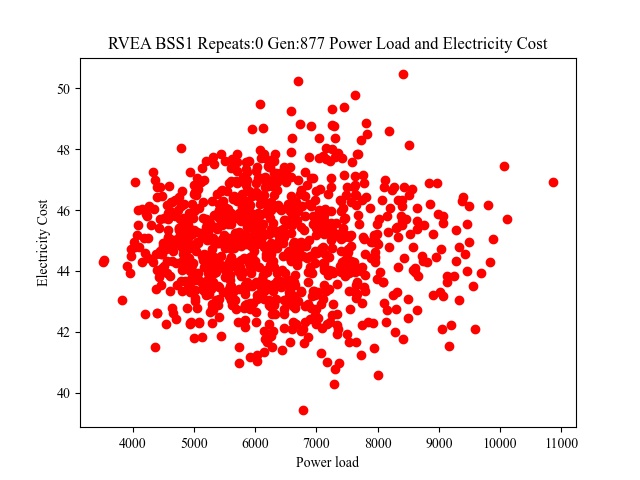 RVEA BSS1 Repeats:0 Gen:877 Power Load and Electricity Cost
50
48
46
44
42
40
Electricity Cost
4000 5000 6000 7000 8000 9000 10000 11000
Power load